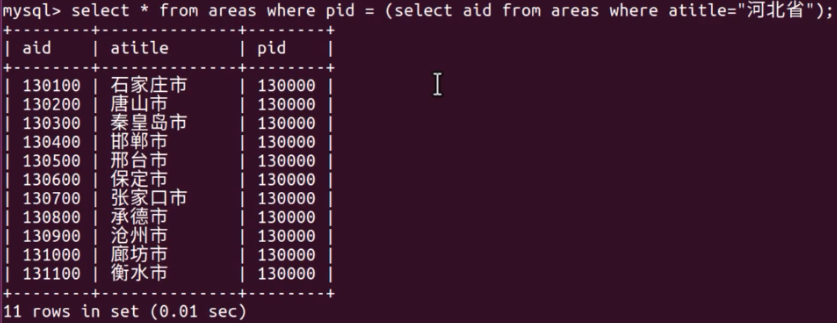 mysql> select * from areas where pid = (select aid from areas where atitle="河北省");
+--------+--------------+--------+
| aid    | atitle       | pid    |
+--------+--------------+--------+
| 130100 | 石家庄市     | 130000 |
| 130200 | 唐山市       | 130000 |
| 130300 | 秦皇岛市     | 130000 |
| 130400 | 邯郸市       | 130000 |
| 130500 | 邢台市       | 130000 |
| 130600 | 保定市       | 130000 |
| 130700 | 张家口市     | 130000 |
| 130800 | 承德市       | 130000 |
| 130900 | 沧州市       | 130000 |
| 131000 | 廊坊市       | 130000 |
| 131100 | 衡水市       | 130000 |
+--------+--------------+--------+
11 rows in set (0.01 sec)